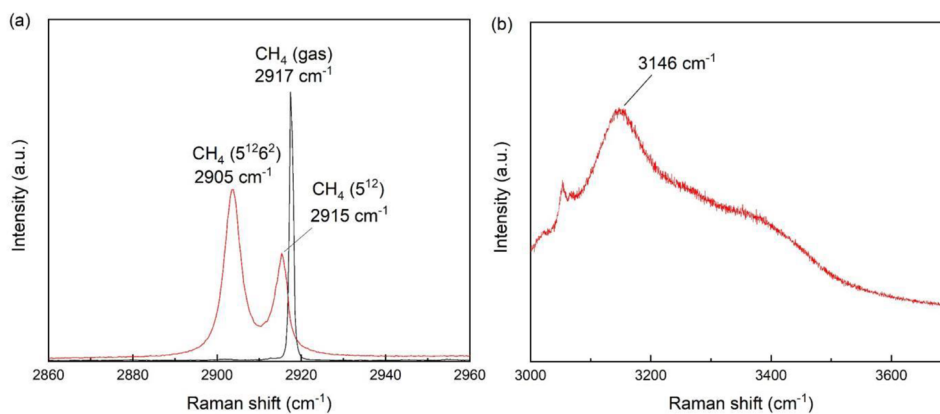 (a)
CH₄ (gas)
2917 cm⁻¹
CH₄ (5¹²6²)
2905 cm⁻¹
CH₄ (5¹²)
2915 cm⁻¹
Intensity (a.u.)
2860 2880 2900 2920 2940 2960
Raman shift (cm⁻¹)
(b)
3146 cm⁻¹
Intensity (a.u.)
3000 3200 3400 3600
Raman shift (cm⁻¹)